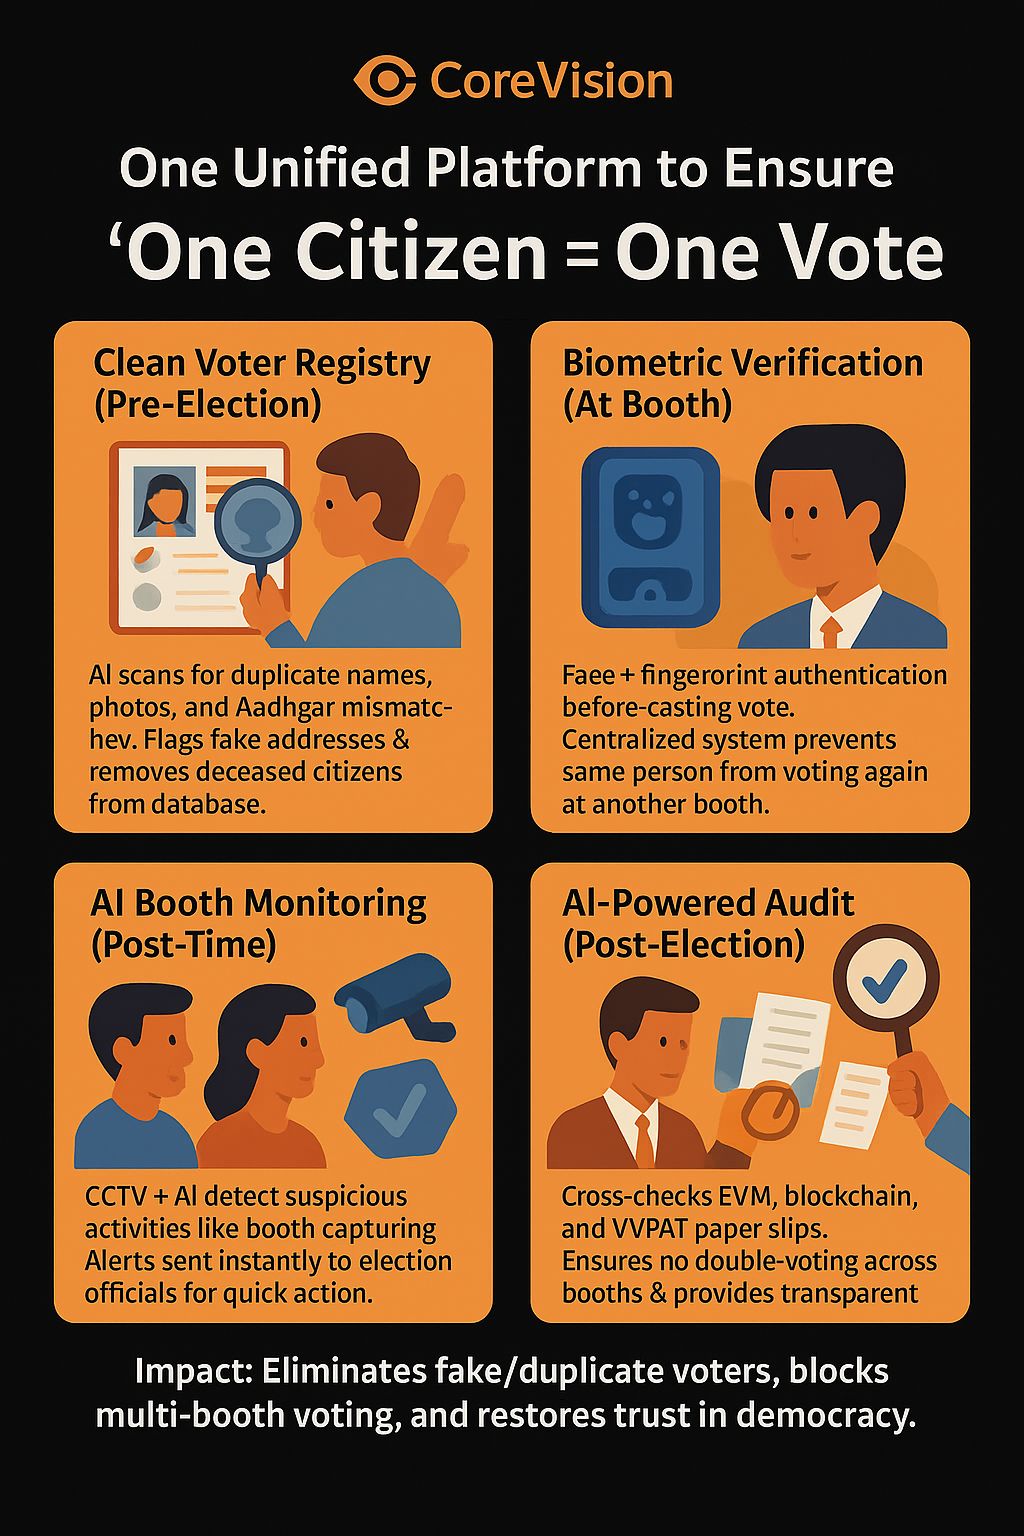 CoreVision
One Unified Platform to Ensure
‘One Citizen = One Vote
Clean Voter Registry
(Pre-Election)
AI scans for duplicate names,
photos, and Aadhgar mismatc-
hev. Flags fake addresses &
removes deceased citizens
from database.
Biometric Verification
(At Booth)
Faee + fingerorint authentication
before-casting vote.
Centralized system prevents
same person from voting again
at another booth.
AI Booth Monitoring
(Post-Time)
CCTV + AI detect suspicious
activities like booth capturing
Alerts sent instantly to election
officials for quick action.
AI-Powered Audit
(Post-Election)
Cross-checks EVM, blockchain,
and VVPAT paper slips.
Ensures no double-voting across
booths & provides transparent
Impact: Eliminates fake/duplicate voters, blocks
multi-booth voting, and restores trust in democracy.